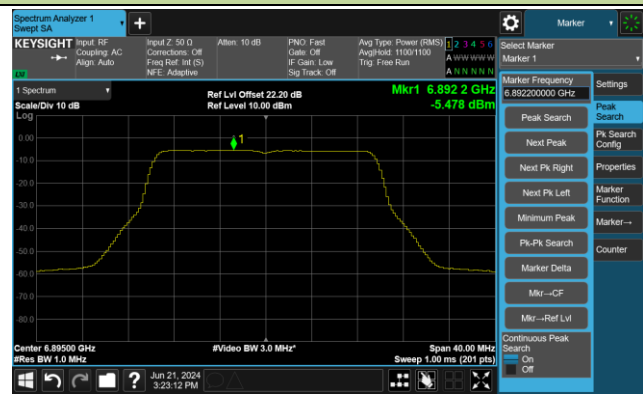 Spectrum Analyzer 1
Swept SA
Marker
KEYSIGHT
Input: RF
Coupling: AC
Align: Auto
Input Z: 50 Ω
Corrections: Off
Freq Ref: Int (S)
NFE: Adaptive
Atten: 10 dB
PNO: Fast
Gate: Off
IF Gain: Low
Sig Track: Off
Avg Type: Power (RMS)
Avg|Hold: 1100/1100
Trig: Free Run
1 2 3 4 5 6
A W W W W W
A N N N N N
LXI
Select Marker
Marker 1
Marker Frequency
6.892200000 GHz
Settings
Peak Search
Next Peak
Next Pk Right
Next Pk Left
Minimum Peak
Pk-Pk Search
Marker Delta
Mkr→CF
Mkr→Ref Lvl
Continuous Peak Search
On
Off
Peak Search
Pk Search Config
Properties
Marker Function
Marker→
Counter
1 Spectrum
Scale/Div 10 dB
Log
Ref Lvl Offset 22.20 dB
Ref Level 10.00 dBm
Mkr1 6.892 2 GHz
-5.478 dBm
1
0.00
-10.0
-20.0
-30.0
-40.0
-50.0
-60.0
-70.0
-80.0
Center 6.89500 GHz
#Res BW 1.0 MHz
#Video BW 3.0 MHz*
Span 40.00 MHz
Sweep 1.00 ms (201 pts)
Jun 21, 2024
3:23:12 PM